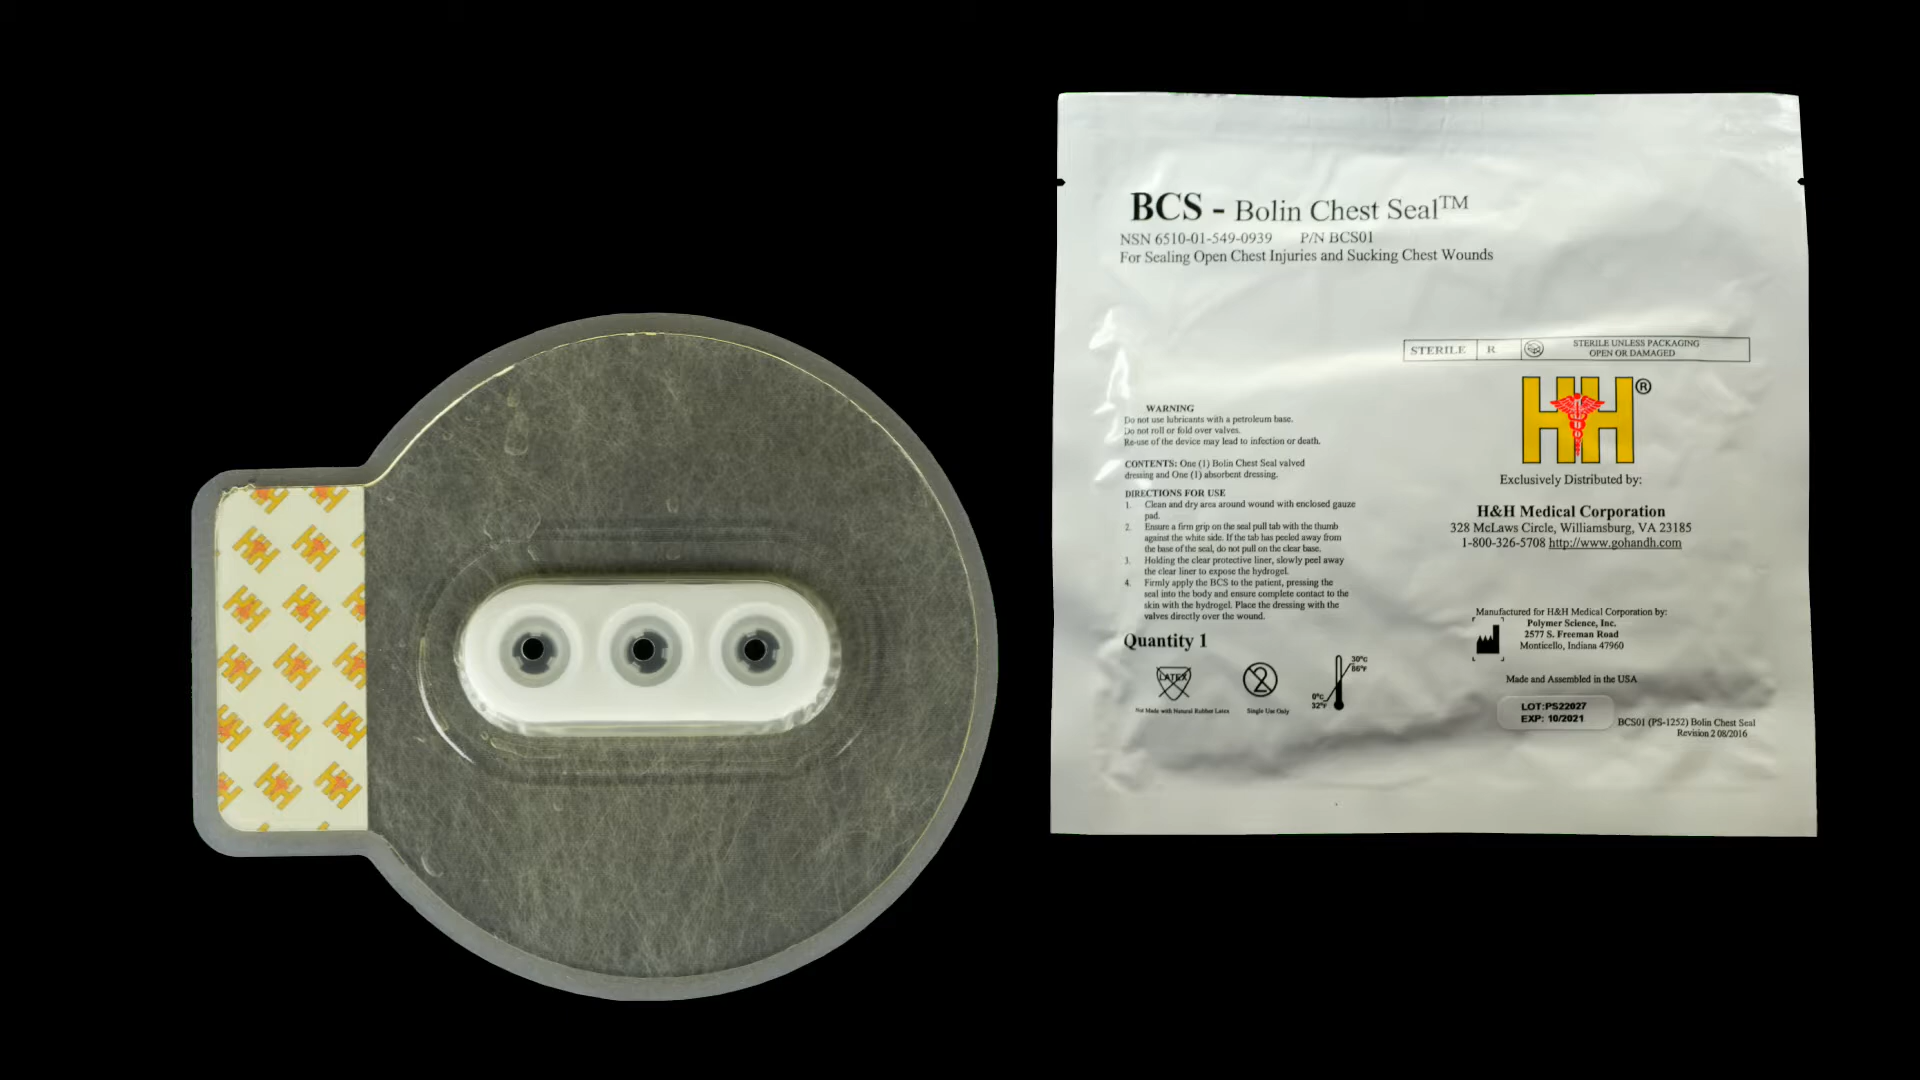 BCS - Bolin Chest Seal™
NSN 6510-01-549-0939 P/N BCS01
For Sealing Open Chest Injuries and Sucking Chest Wounds
STERILE R STERILE UNLESS PACKAGING
OPEN OR DAMAGED
HH®
Exclusively Distributed by:
H&H Medical Corporation
328 McLaws Circle, Williamsburg, VA 23185
1-800-326-5708 http://www.gohandh.com
WARNING
Do not use lubricants with a petroleum base.
Do not roll or fold over valves.
Re-use of the device may lead to infection or death.
CONTENTS: One (1) Bolin Chest Seal valved
dressing and One (1) absorbent dressing.
DIRECTIONS FOR USE
1. Clean and dry area around wound with enclosed gauze
pad.
2. Ensure a firm grip on the seal pull tab with the thumb
against the white side. If the tab has peeled away from
the base of the seal, do not pull on the clear base.
3. Holding the clear protective liner, slowly peel away
the clear liner to expose the hydrogel.
4. Firmly apply the BCS to the patient, pressing the
seal into the body and ensure complete contact to the
skin with the hydrogel. Place the dressing with the
valves directly over the wound.
Quantity 1
LATEX
Not Made with Natural Rubber Latex
2
Single Use Only
30°C
86°F
0°C
32°F
Manufactured for H&H Medical Corporation by:
Polymer Science, Inc.
2577 S. Freeman Road
Monticello, Indiana 47960
Made and Assembled in the USA
LOT:PS22027
EXP: 10/2021
BCS01 (PS-1252) Bolin Chest Seal
Revision 2 08/2016